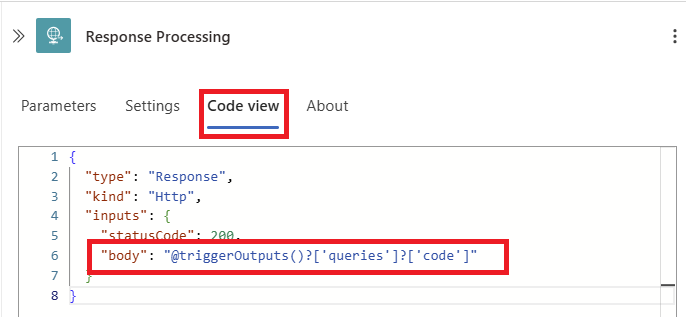 Response Processing
Parameters Settings Code view About
1 {
2 "type": "Response",
3 "kind": "Http",
4 "inputs": {
5 "statusCode": 200,
6 "body": "@triggerOutputs()?['queries']?['code']"
7 }
8 }